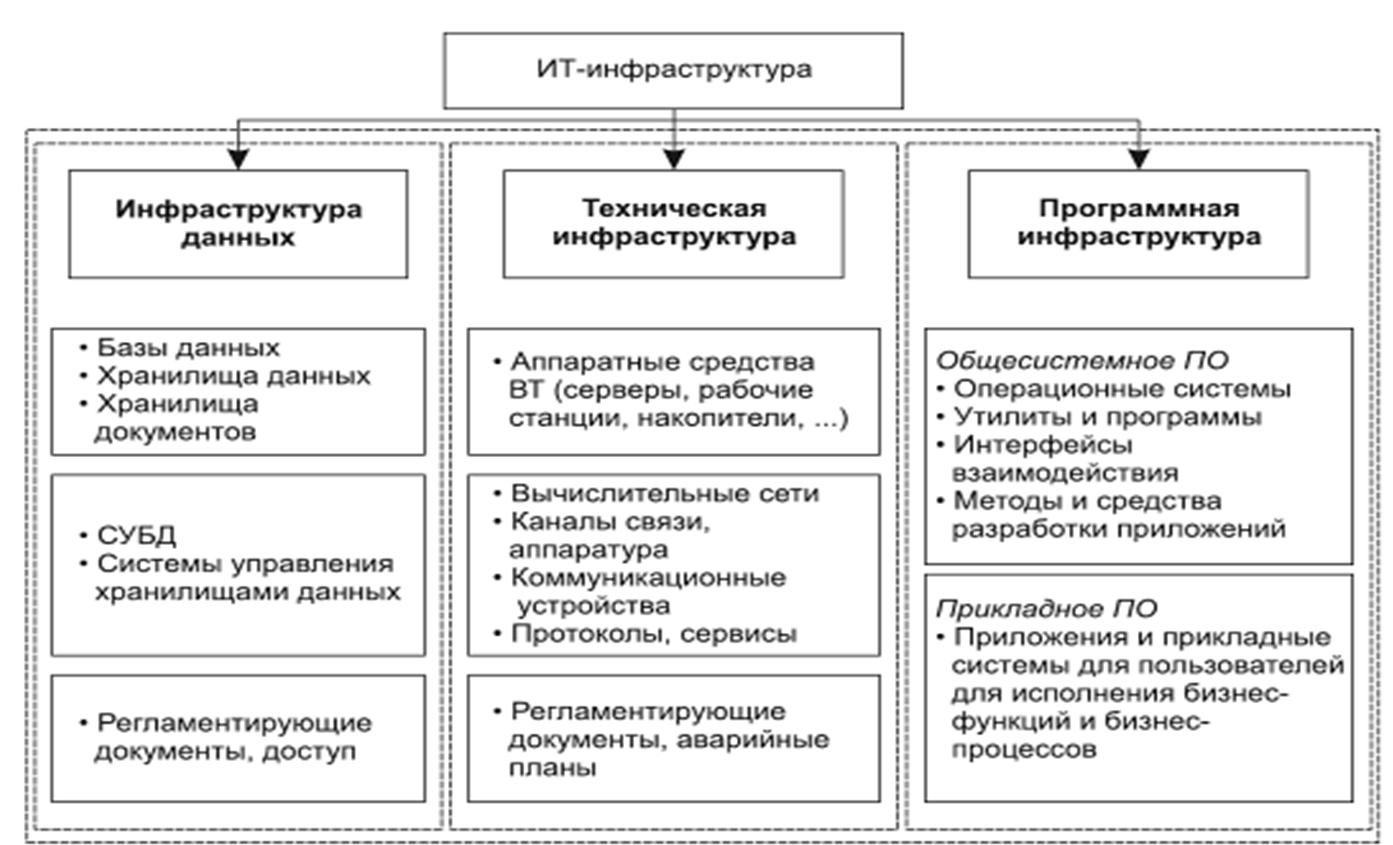 ИТ-инфраструктура
Инфраструктура
данных
• Базы данных
• Хранилища данных
• Хранилища
документов
• СУБД
• Системы управления
хранилищами данных
• Регламентирующие
документы, доступ
Техническая
инфраструктура
• Аппаратные средства
ВТ (серверы, рабочие
станции, накопители, ...)
• Вычислительные сети
• Каналы связи,
аппаратура
• Коммуникационные
устройства
• Протоколы, сервисы
• Регламентирующие
документы, аварийные
планы
Программная
инфраструктура
Общесистемное ПО
• Операционные системы
• Утилиты и программы
• Интерфейсы
взаимодействия
• Методы и средства
разработки приложений
Прикладное ПО
• Приложения и прикладные
системы для пользователей
для исполнения бизнес-
функций и бизнес-
процессов